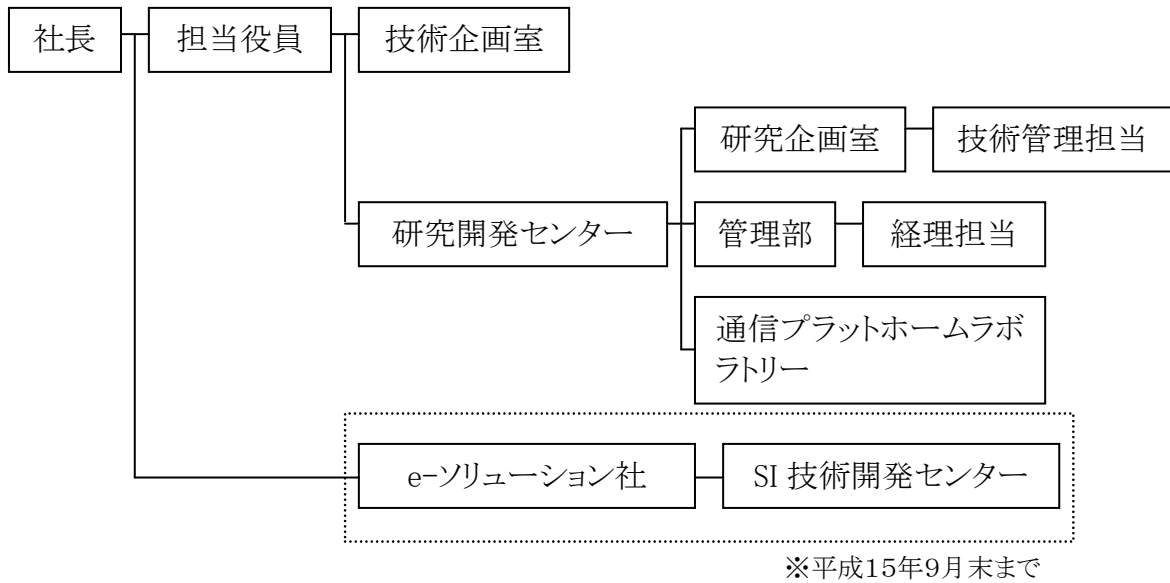 社長
担当役員
技術企画室
研究企画室
技術管理担当
研究開発センター
管理部
経理担当
通信プラットホームラボ
ラトリー
e-ソリューション社
SI 技術開発センター
※平成15年9月末まで